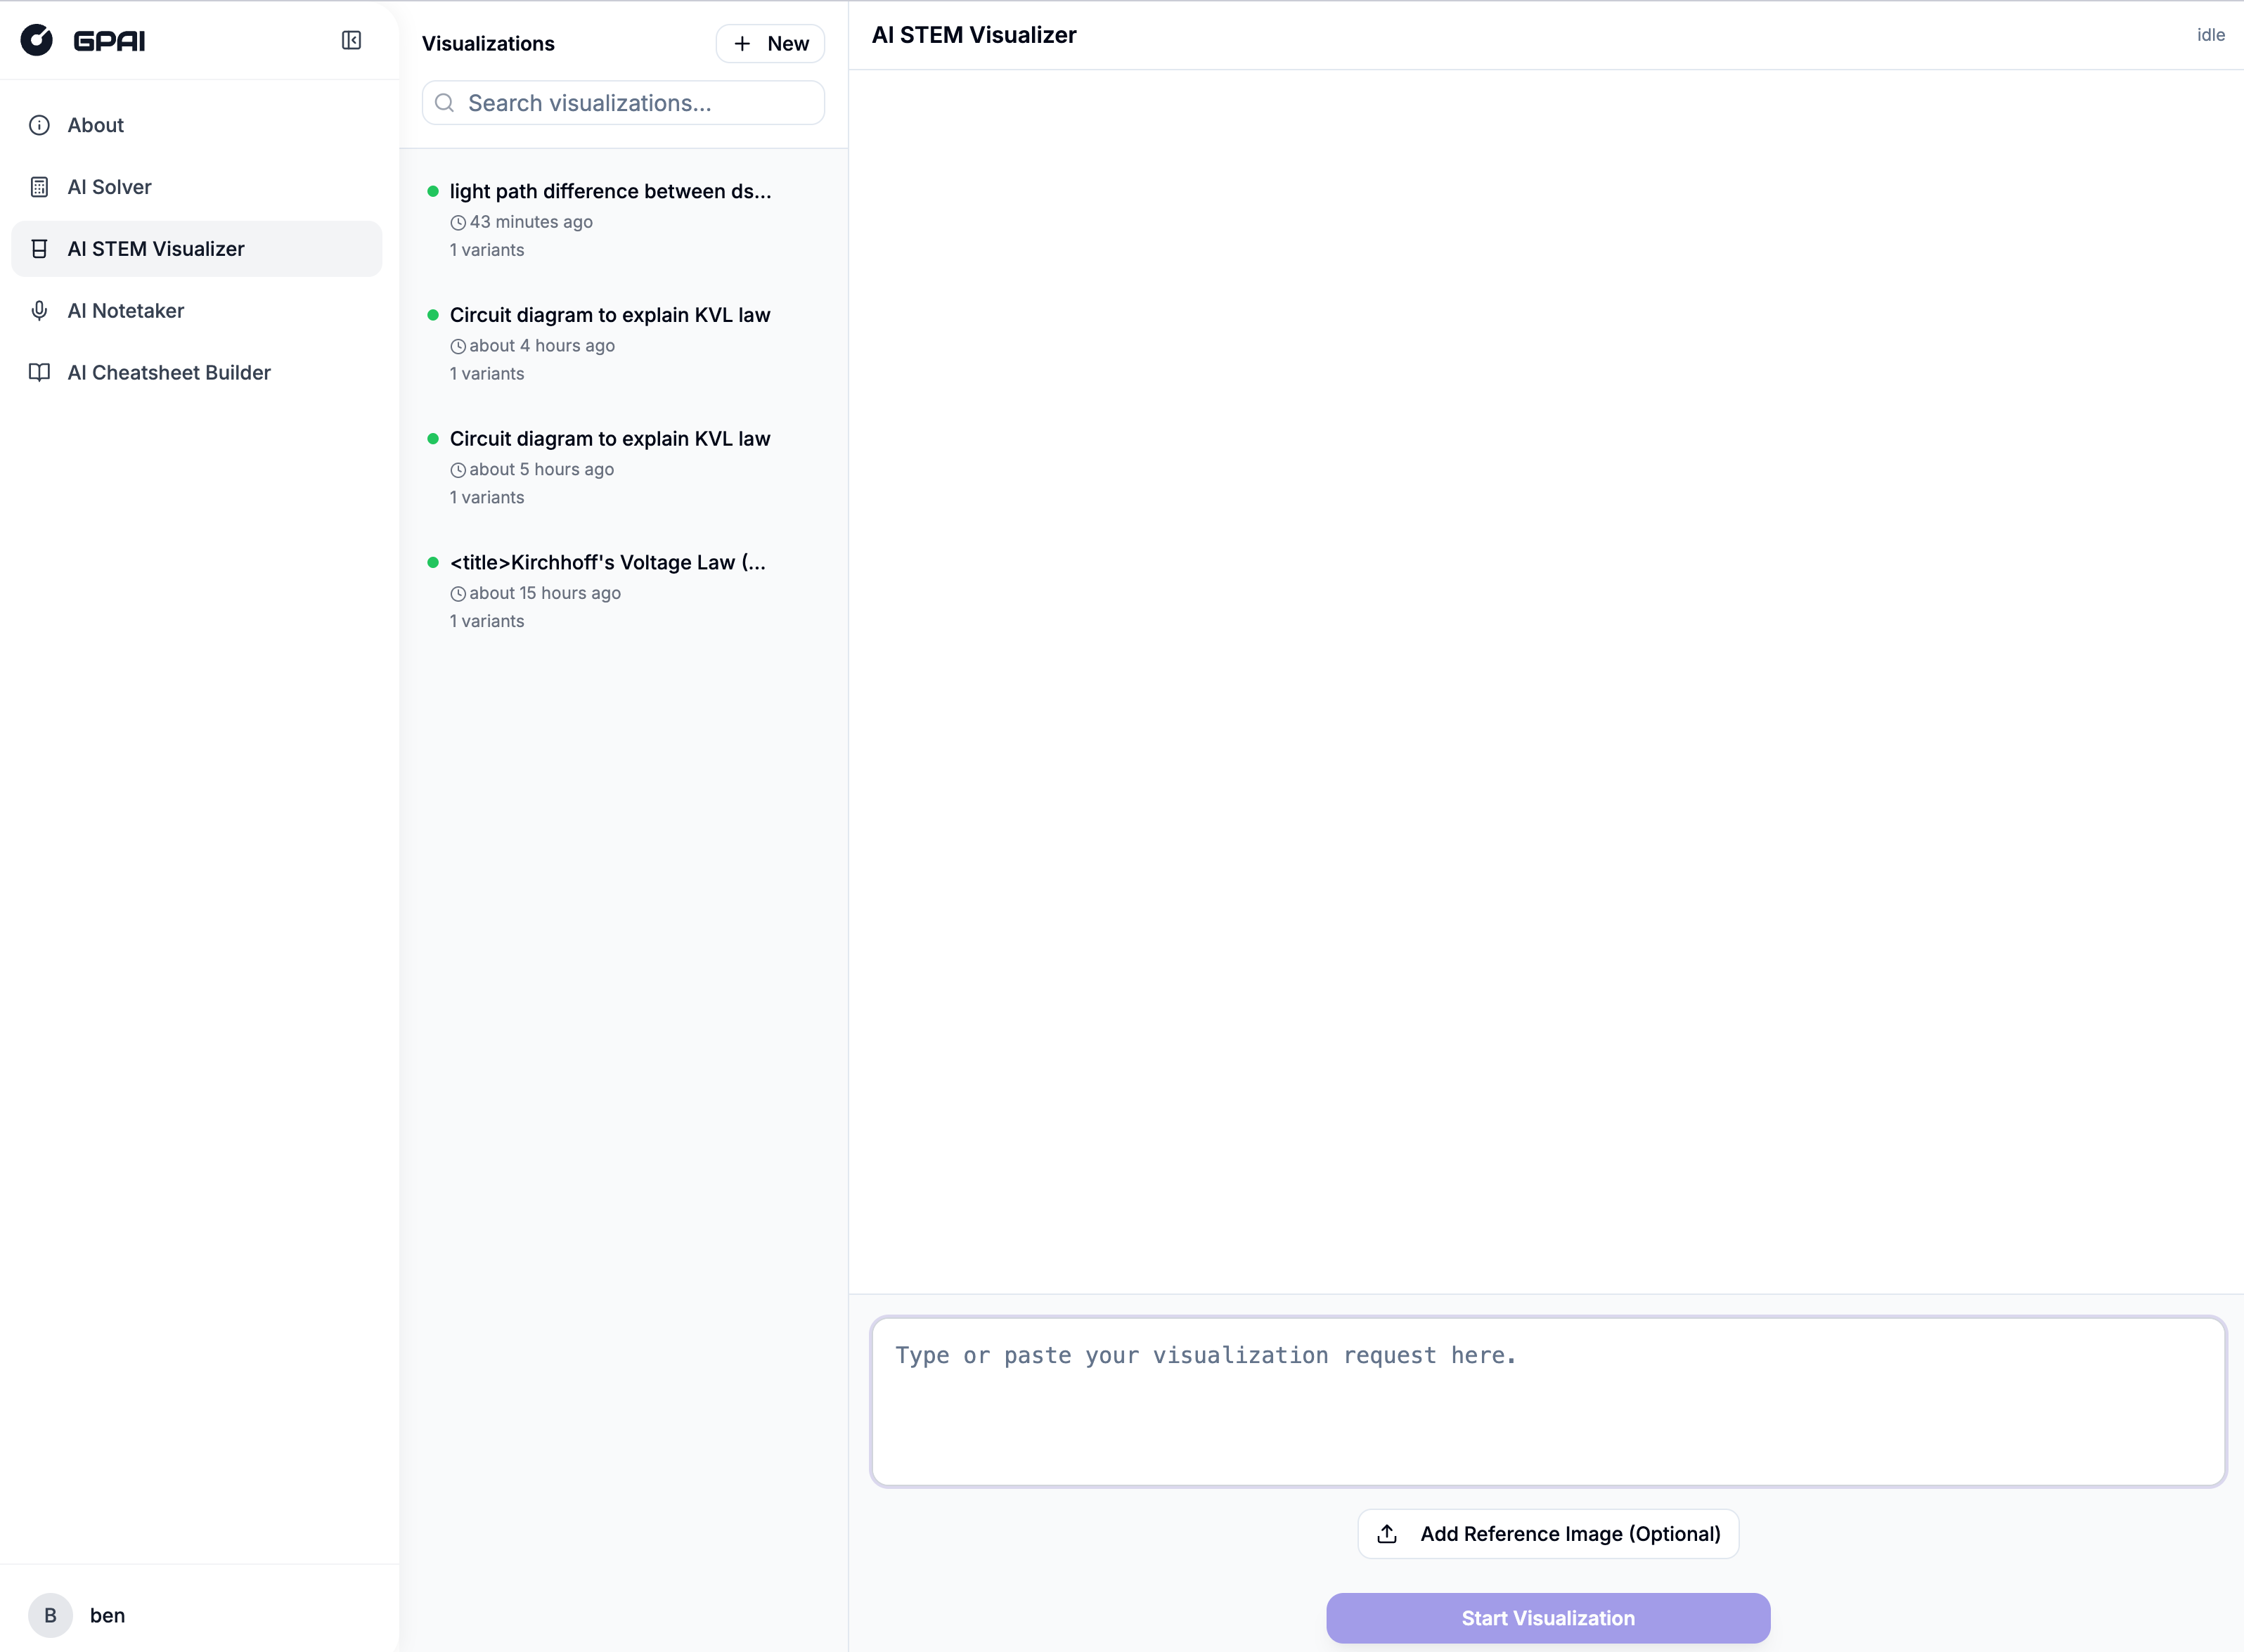 GPAI
About
AI Solver
AI STEM Visualizer
AI Notetaker
AI Cheatsheet Builder
B
ben
Visualizations
New
Search visualizations...
light path difference between ds...
43 minutes ago
1 variants
Circuit diagram to explain KVL law
about 4 hours ago
1 variants
Circuit diagram to explain KVL law
about 5 hours ago
1 variants
<title>Kirchhoff's Voltage Law (...
about 15 hours ago
1 variants
AI STEM Visualizer
idle
Type or paste your visualization request here.
Add Reference Image (Optional)
Start Visualization